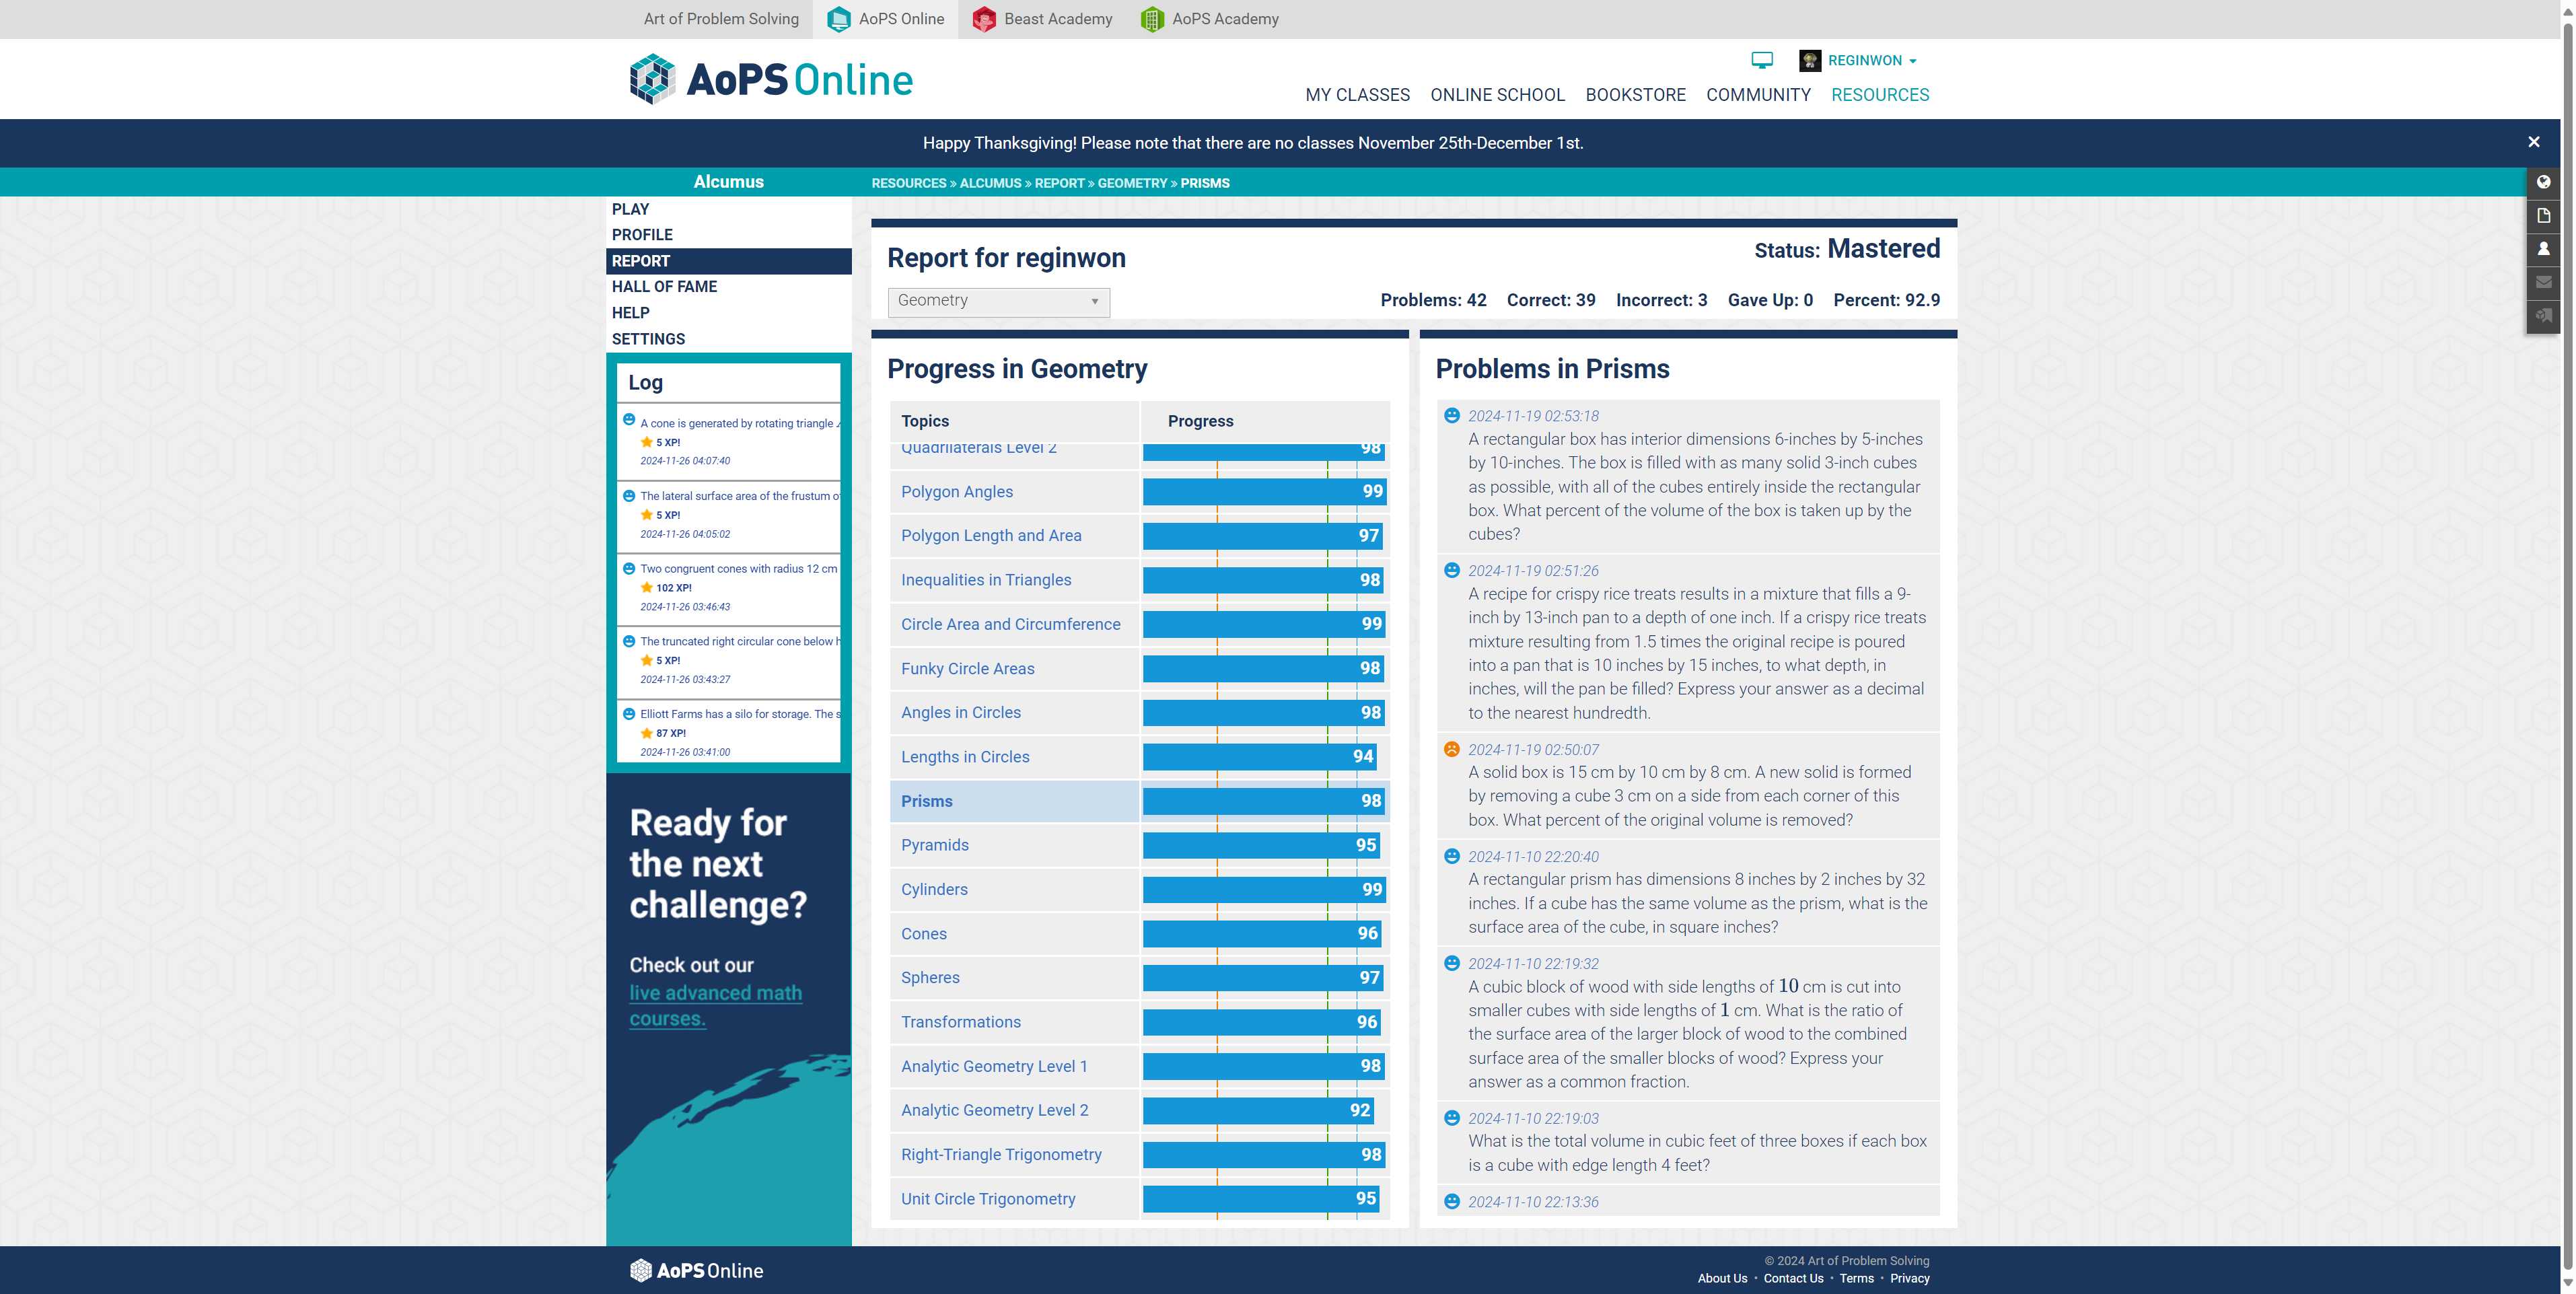 Art of Problem Solving
AoPS Online
Beast Academy
AoPS Academy
AoPS Online
REGINWON
MY CLASSES ONLINE SCHOOL BOOKSTORE COMMUNITY RESOURCES
Happy Thanksgiving! Please note that there are no classes November 25th-December 1st.
Alcumus
RESOURCES » ALCUMUS » REPORT » GEOMETRY » PRISMS
PLAY
PROFILE
REPORT
HALL OF FAME
HELP
SETTINGS
Log
A cone is generated by rotating triangle
5 XP!
2024-11-26 04:07:40
The lateral surface area of the frustum o
5 XP!
2024-11-26 04:05:02
Two congruent cones with radius 12 cm
102 XP!
2024-11-26 03:46:43
The truncated right circular cone below h
5 XP!
2024-11-26 03:43:27
Elliott Farms has a silo for storage. The s
87 XP!
2024-11-26 03:41:00
Ready for
the next
challenge?
Check out our
live advanced math
courses.
Report for reginwon
Status: Mastered
Geometry
Problems: 42 Correct: 39 Incorrect: 3 Gave Up: 0 Percent: 92.9
Progress in Geometry
Topics Progress
Quadrilaterals Level 2 98
Polygon Angles 99
Polygon Length and Area 97
Inequalities in Triangles 98
Circle Area and Circumference 99
Funky Circle Areas 98
Angles in Circles 98
Lengths in Circles 94
Prisms 98
Pyramids 95
Cylinders 99
Cones 96
Spheres 97
Transformations 96
Analytic Geometry Level 1 98
Analytic Geometry Level 2 92
Right-Triangle Trigonometry 98
Unit Circle Trigonometry 95
Problems in Prisms
2024-11-19 02:53:18
A rectangular box has interior dimensions 6-inches by 5-inches
by 10-inches. The box is filled with as many solid 3-inch cubes
as possible, with all of the cubes entirely inside the rectangular
box. What percent of the volume of the box is taken up by the
cubes?
2024-11-19 02:51:26
A recipe for crispy rice treats results in a mixture that fills a 9-
inch by 13-inch pan to a depth of one inch. If a crispy rice treats
mixture resulting from 1.5 times the original recipe is poured
into a pan that is 10 inches by 15 inches, to what depth, in
inches, will the pan be filled? Express your answer as a decimal
to the nearest hundredth.
2024-11-19 02:50:07
A solid box is 15 cm by 10 cm by 8 cm. A new solid is formed
by removing a cube 3 cm on a side from each corner of this
box. What percent of the original volume is removed?
2024-11-10 22:20:40
A rectangular prism has dimensions 8 inches by 2 inches by 32
inches. If a cube has the same volume as the prism, what is the
surface area of the cube, in square inches?
2024-11-10 22:19:32
A cubic block of wood with side lengths of 10 cm is cut into
smaller cubes with side lengths of 1 cm. What is the ratio of
the surface area of the larger block of wood to the combined
surface area of the smaller blocks of wood? Express your
answer as a common fraction.
2024-11-10 22:19:03
What is the total volume in cubic feet of three boxes if each box
is a cube with edge length 4 feet?
2024-11-10 22:13:36
AoPS Online
© 2024 Art of Problem Solving
About Us • Contact Us • Terms • Privacy